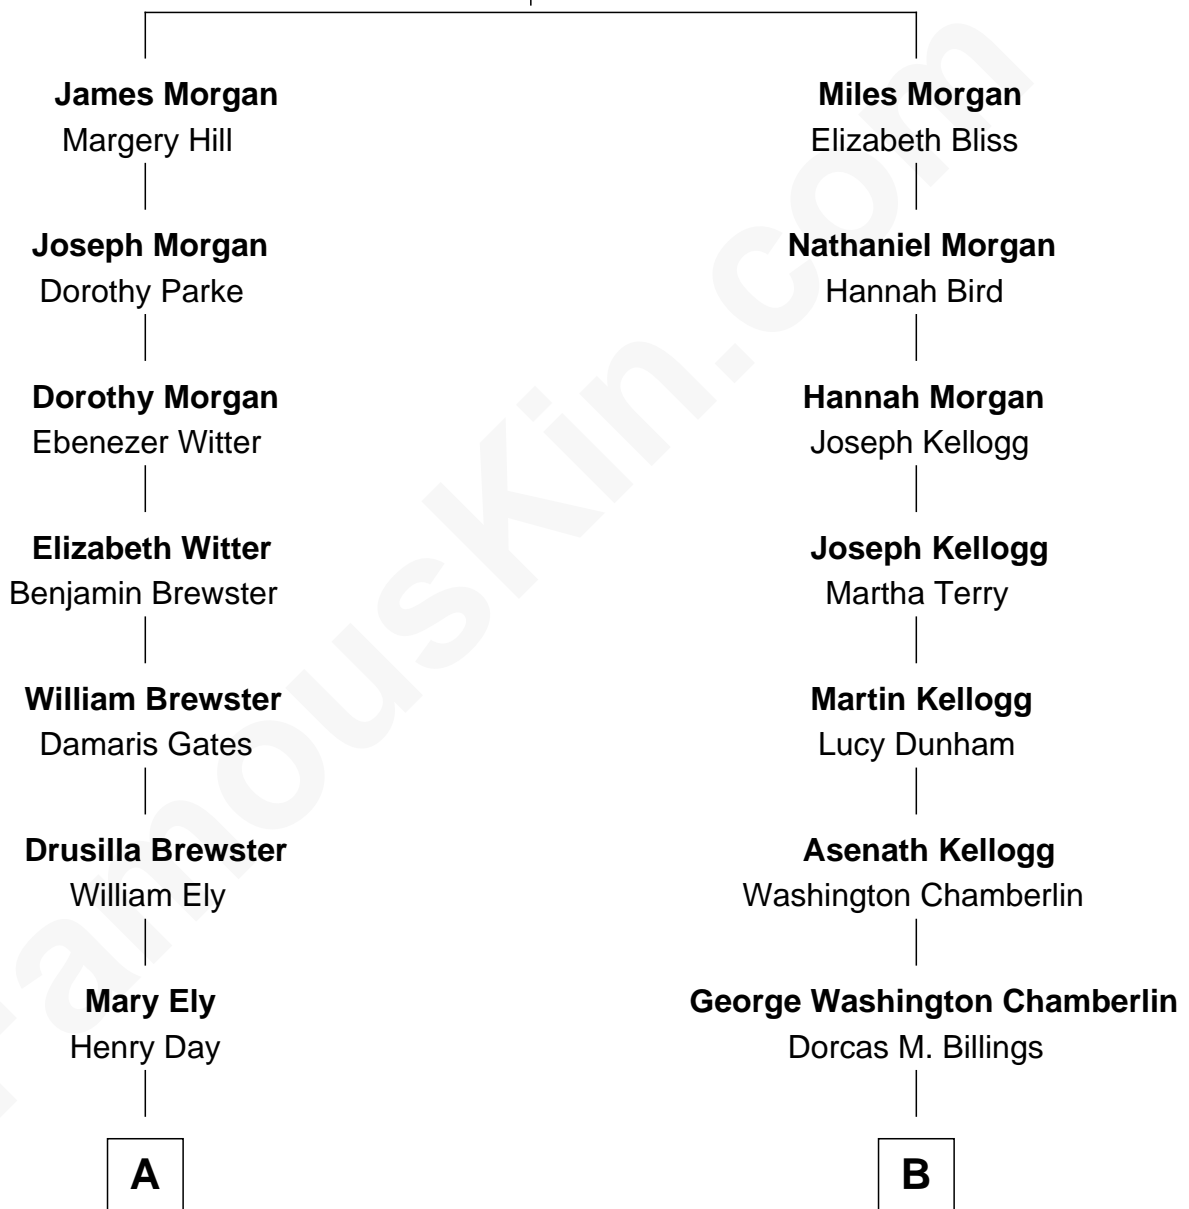 James Morgan
Margery Hill
Joseph Morgan
Dorothy Parke
Dorothy Morgan
Ebenezer Witter
Elizabeth Witter
Benjamin Brewster
William Brewster
Damaris Gates
Drusilla Brewster
William Ely
Mary Ely
Henry Day
A
Miles Morgan
Elizabeth Bliss
Nathaniel Morgan
Hannah Bird
Hannah Morgan
Joseph Kellogg
Joseph Kellogg
Martha Terry
Martin Kellogg
Lucy Dunham
Asenath Kellogg
Washington Chamberlin
George Washington Chamberlin
Dorcas M. Billings
B
FamousKin.com